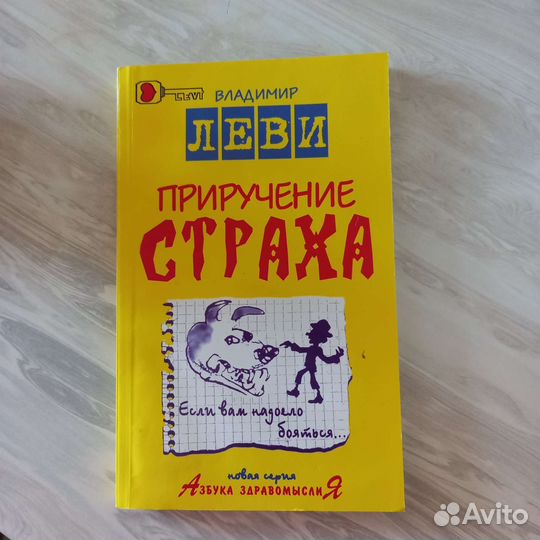 ВЛАДИМИР
ЛЕВИ
ПРИРУЧЕНИЕ
СТРАХА
Если вам надоело
бояться...
новая серия
АЗБУКА ЗДРАВОМЫСЛИЯ
Avito